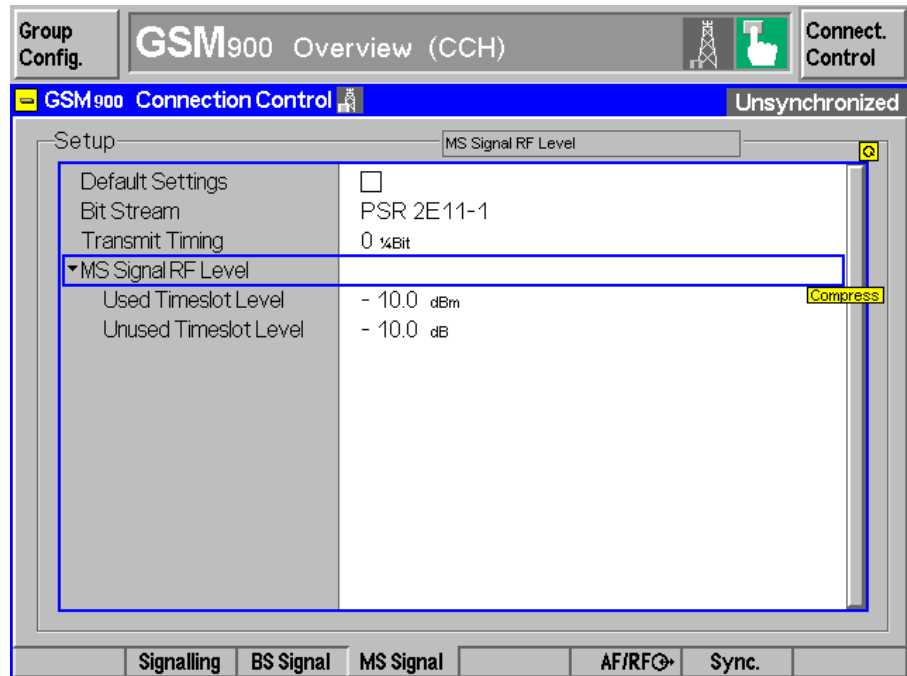 Group Config.
GSM900 Overview (CCH)
Connect. Control
GSM900 Connection Control
Unsynchronized
Setup
MS Signal RF Level
Default Settings
Bit Stream PSR 2E11-1
Transmit Timing 0 ¼Bit
MS Signal RF Level
Compress
Used Timeslot Level - 10.0 dBm
Unused Timeslot Level - 10.0 dB
Signalling BS Signal MS Signal AF/RF Sync.